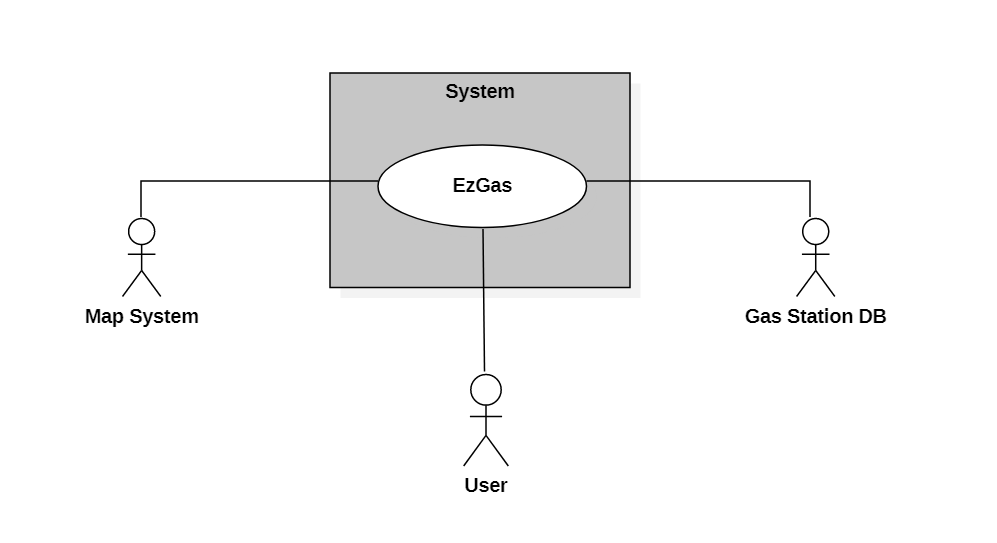 System
EzGas
Map System
Gas Station DB
User